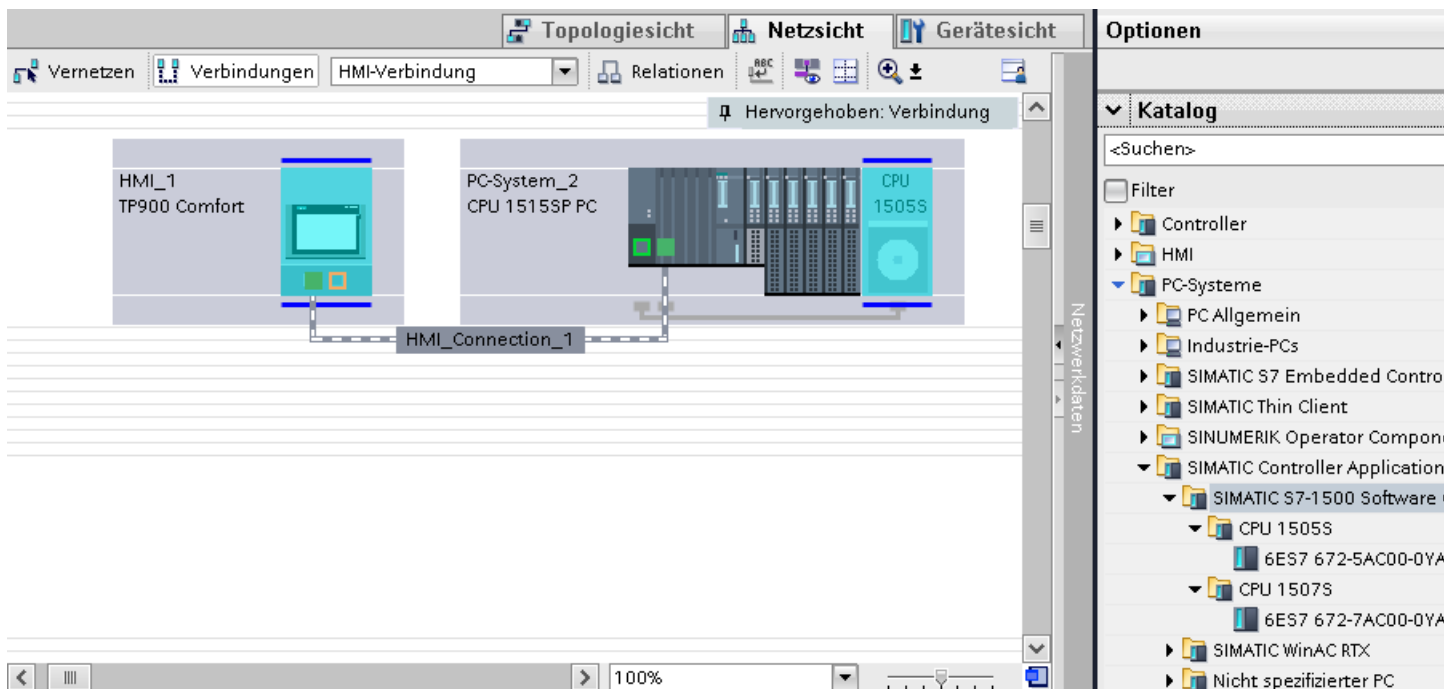 Topologiesicht
Netzsicht
Gerätesicht
Optionen
Vernetzen
Verbindungen
HMI-Verbindung
Relationen
ABC
Hervorgehoben: Verbindung
Katalog
<Suchen>
Filter
HMI_1
TP900 Comfort
PC-System_2
CPU 1515SP PC
CPU
1505S
HMI_Connection_1
Netzwerkdaten
Controller
HMI
PC-Systeme
PC Allgemein
Industrie-PCs
SIMATIC S7 Embedded Contro
SIMATIC Thin Client
SINUMERIK Operator Compon
SIMATIC Controller Application
SIMATIC S7-1500 Software
CPU 1505S
6ES7 672-5AC00-0YA
CPU 1507S
6ES7 672-7AC00-0YA
SIMATIC WinAC RTX
Nicht spezifizierter PC
100%